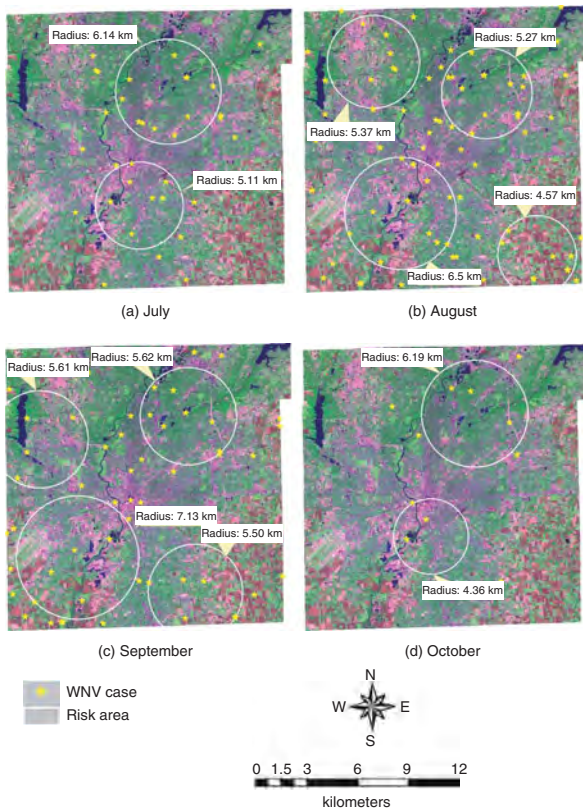 Radius: 6.14 km
Radius: 5.11 km
(a) July
Radius: 5.27 km
Radius: 5.37 km
Radius: 4.57 km
Radius: 6.5 km
(b) August
Radius: 5.61 km
Radius: 5.62 km
Radius: 7.13 km
Radius: 5.50 km
(c) September
Radius: 6.19 km
Radius: 4.36 km
(d) October
WNV case
Risk area
N
W E
S
0 1.5 3 6 9 12
kilometers